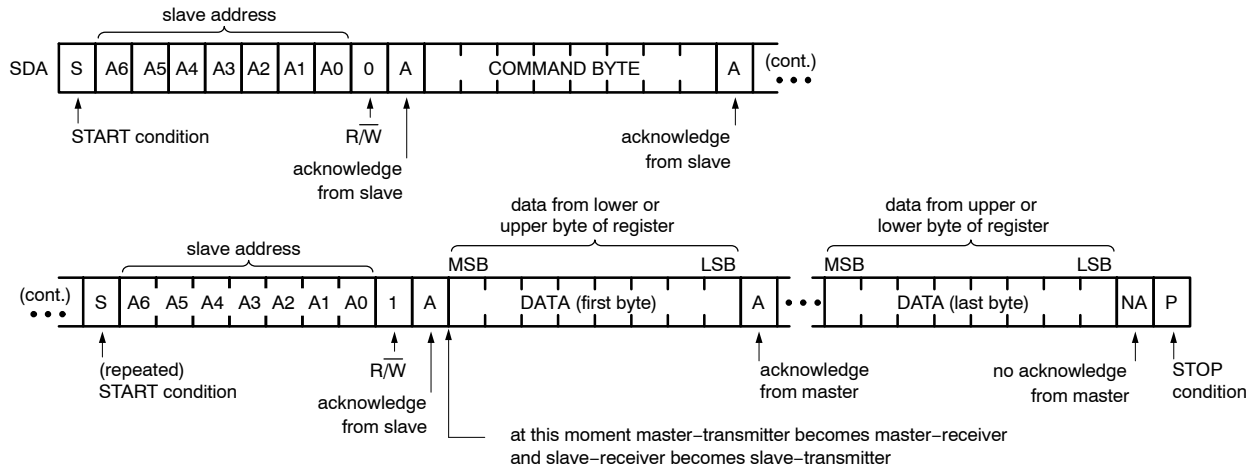 slave address
SDA S A6 A5 A4 A3 A2 A1 A0 0 A COMMAND BYTE A (cont.)
START condition
R/W
acknowledge
from slave
acknowledge
from slave
slave address
data from lower or
upper byte of register
data from upper or
lower byte of register
MSB LSB MSB LSB
(cont.) S A6 A5 A4 A3 A2 A1 A0 1 A DATA (first byte) A DATA (last byte) NA P
(repeated)
START condition
R/W
acknowledge
from slave
acknowledge
from master
no acknowledge
from master
STOP
condition
at this moment master−transmitter becomes master−receiver
and slave−receiver becomes slave−transmitter